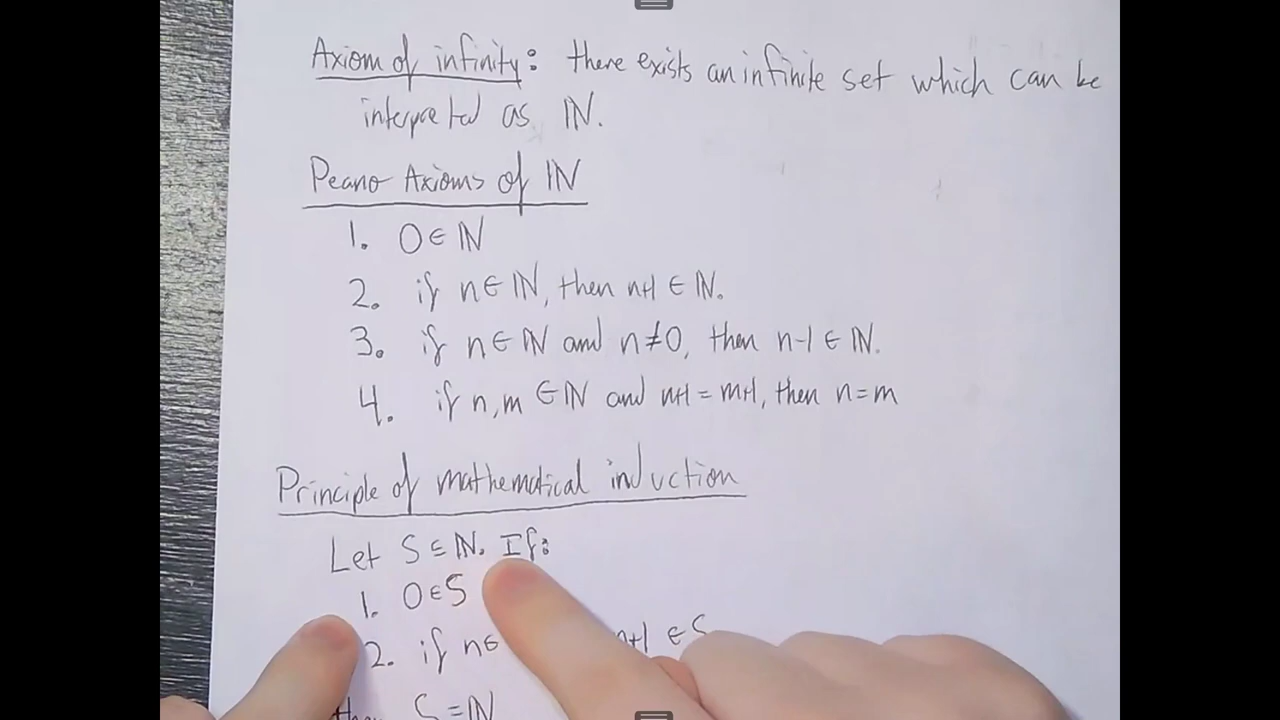 Axiom of infinity: there exists an infinite set which can be
interpreted as ℕ.
Peano Axioms of ℕ
1. 0 ∈ ℕ
2. if n ∈ ℕ, then n+1 ∈ ℕ.
3. if n ∈ ℕ and n ≠ 0, then n-1 ∈ ℕ.
4. if n, m ∈ ℕ and n+1 = m+1, then n = m
Principle of mathematical induction
Let S ⊆ ℕ. If:
1. 0 ∈ S
2. if n ∈ n+1 ∈ S
S = ℕ